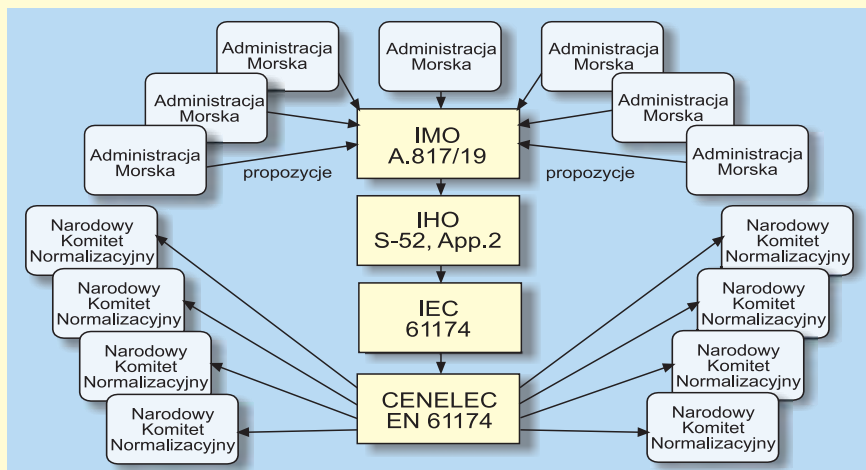 Administracja
Morska
Administracja
Morska
Administracja
Morska
Administracja
Morska
Administracja
Morska
Administracja
Morska
Administracja
Morska
propozycje
propozycje
IMO
A.817/19
IHO
S-52, App.2
IEC
61174
CENELEC
EN 61174
Narodowy
Komitet
Normalizacyjny
Narodowy
Komitet
Normalizacyjny
Narodowy
Komitet
Normalizacyjny
Narodowy
Komitet
Normalizacyjny
Narodowy
Komitet
Normalizacyjny
Narodowy
Komitet
Normalizacyjny
Narodowy
Komitet
Normalizacyjny
Narodowy
Komitet
Normalizacyjny